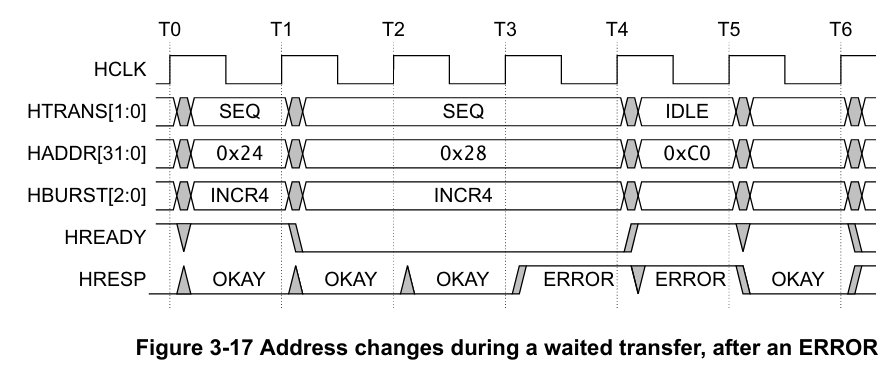 T0 T1 T2 T3 T4 T5 T6
HCLK
HTRANS[1:0] SEQ SEQ IDLE
HADDR[31:0] 0x24 0x28 0xC0
HBURST[2:0] INCR4 INCR4
HREADY
HRESP OKAY OKAY OKAY ERROR ERROR OKAY
Figure 3-17 Address changes during a waited transfer, after an ERROR